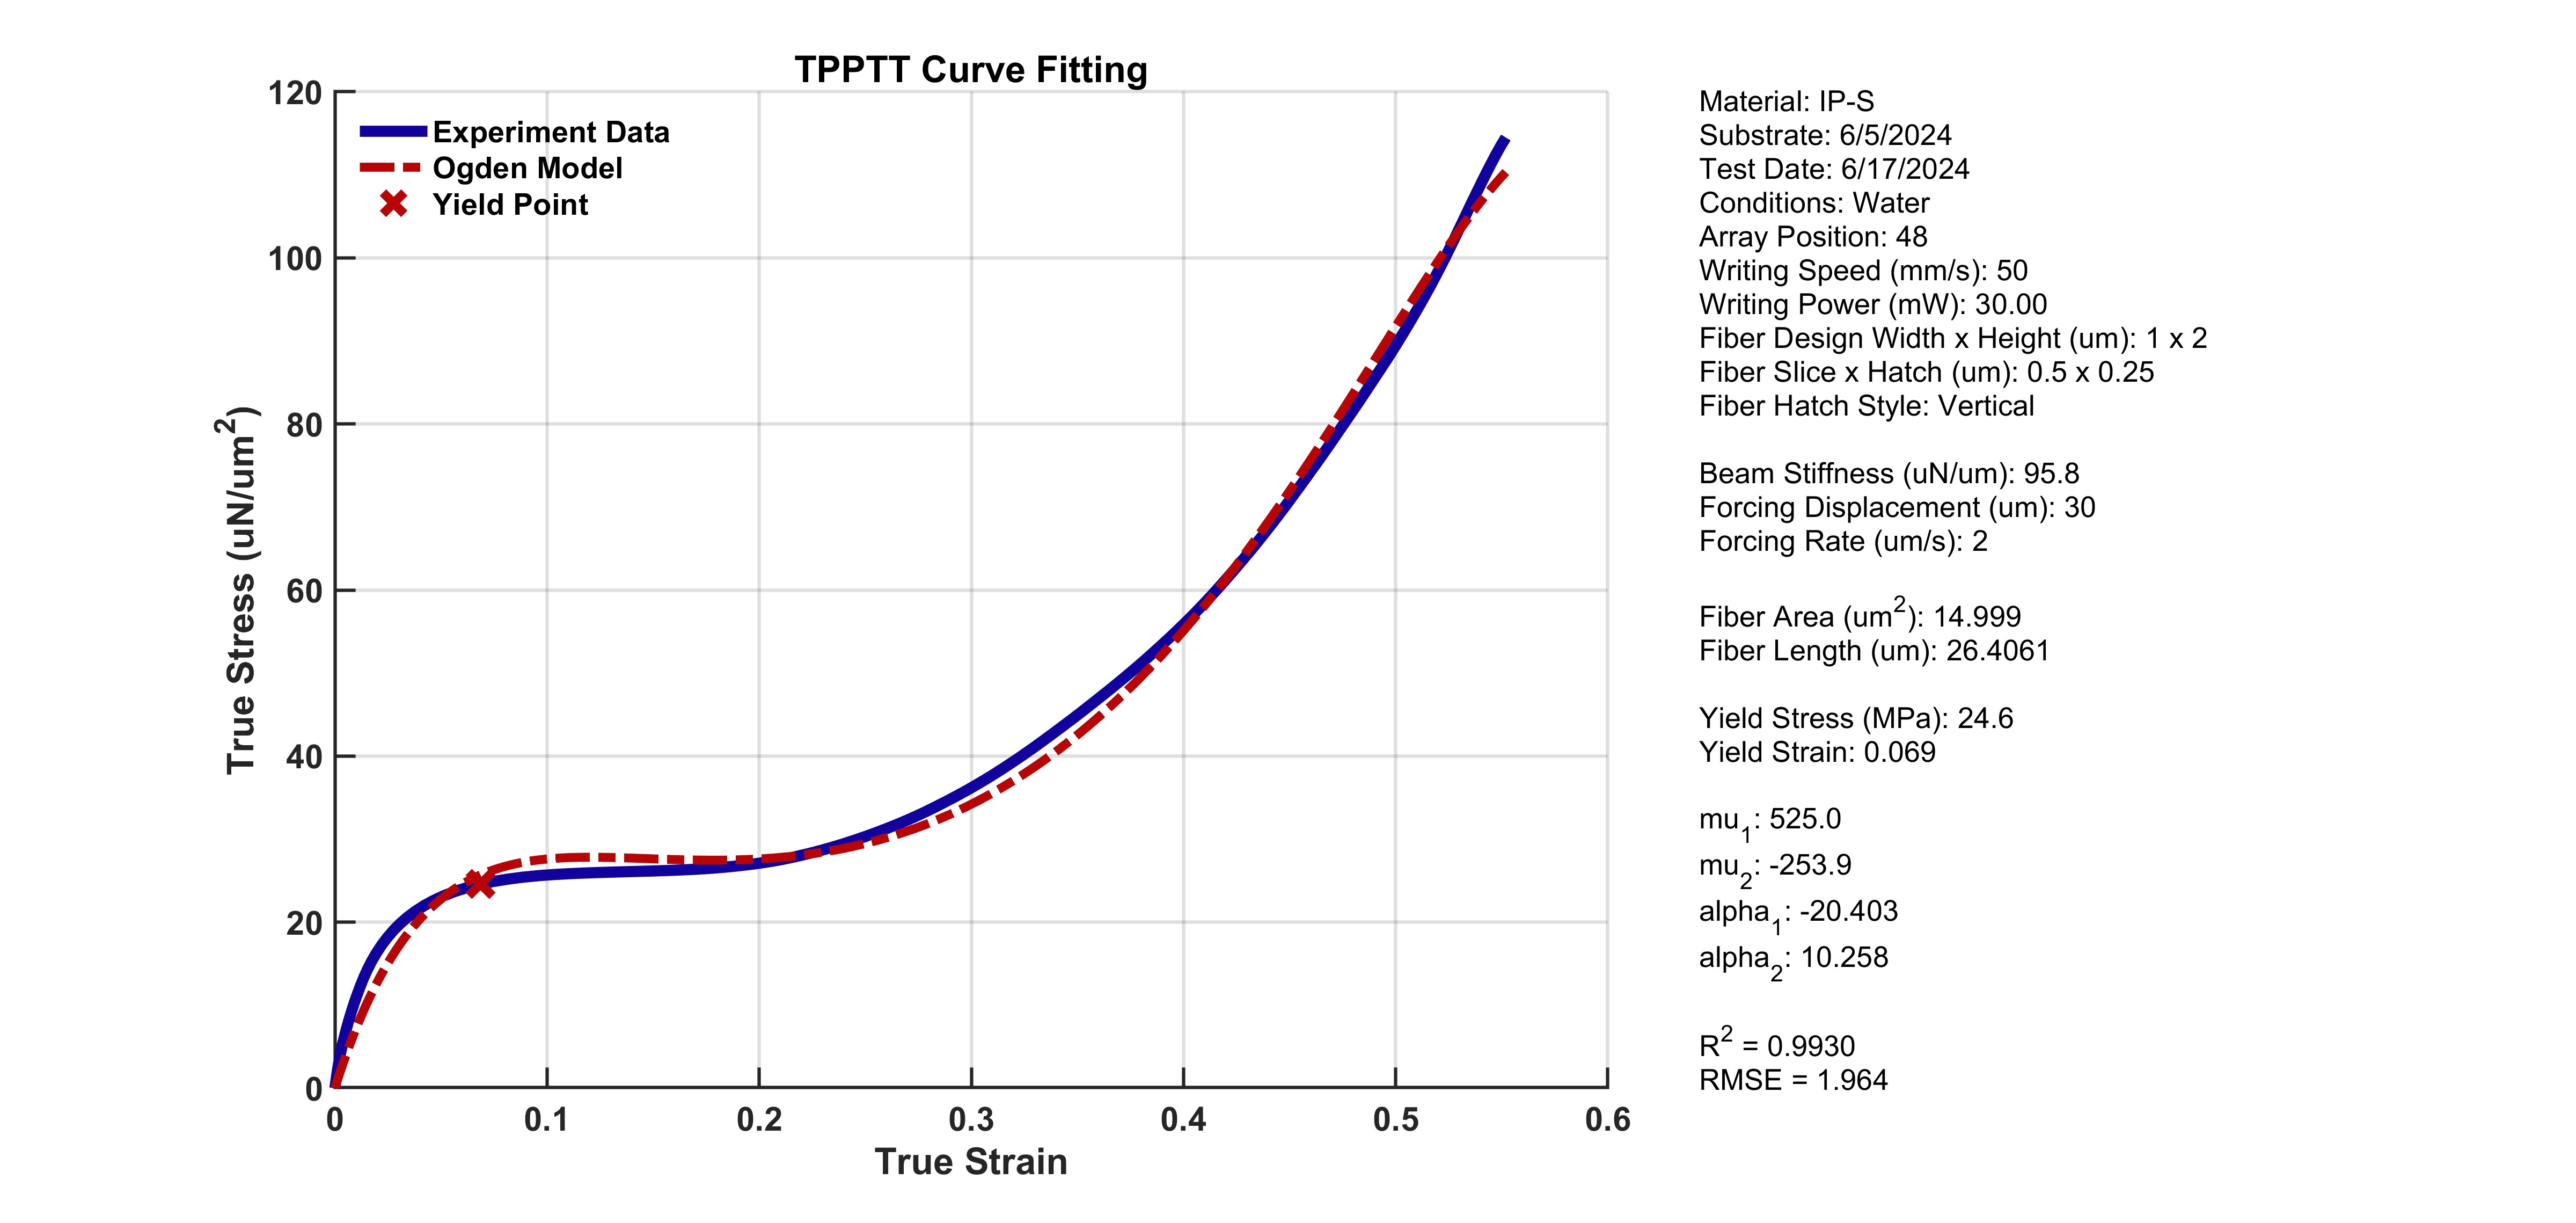 TPPTT Curve Fitting
120
100
80
60
40
20
0
True Stress (uN/um²)
Experiment Data
Ogden Model
Yield Point
0
0.1
0.2
0.3
0.4
0.5
0.6
True Strain
Material: IP-S
Substrate: 6/5/2024
Test Date: 6/17/2024
Conditions: Water
Array Position: 48
Writing Speed (mm/s): 50
Writing Power (mW): 30.00
Fiber Design Width x Height (um): 1 x 2
Fiber Slice x Hatch (um): 0.5 x 0.25
Fiber Hatch Style: Vertical
Beam Stiffness (uN/um): 95.8
Forcing Displacement (um): 30
Forcing Rate (um/s): 2
Fiber Area (um²): 14.999
Fiber Length (um): 26.4061
Yield Stress (MPa): 24.6
Yield Strain: 0.069
mu₁: 525.0
mu₂: -253.9
alpha₁: -20.403
alpha₂: 10.258
R² = 0.9930
RMSE = 1.964